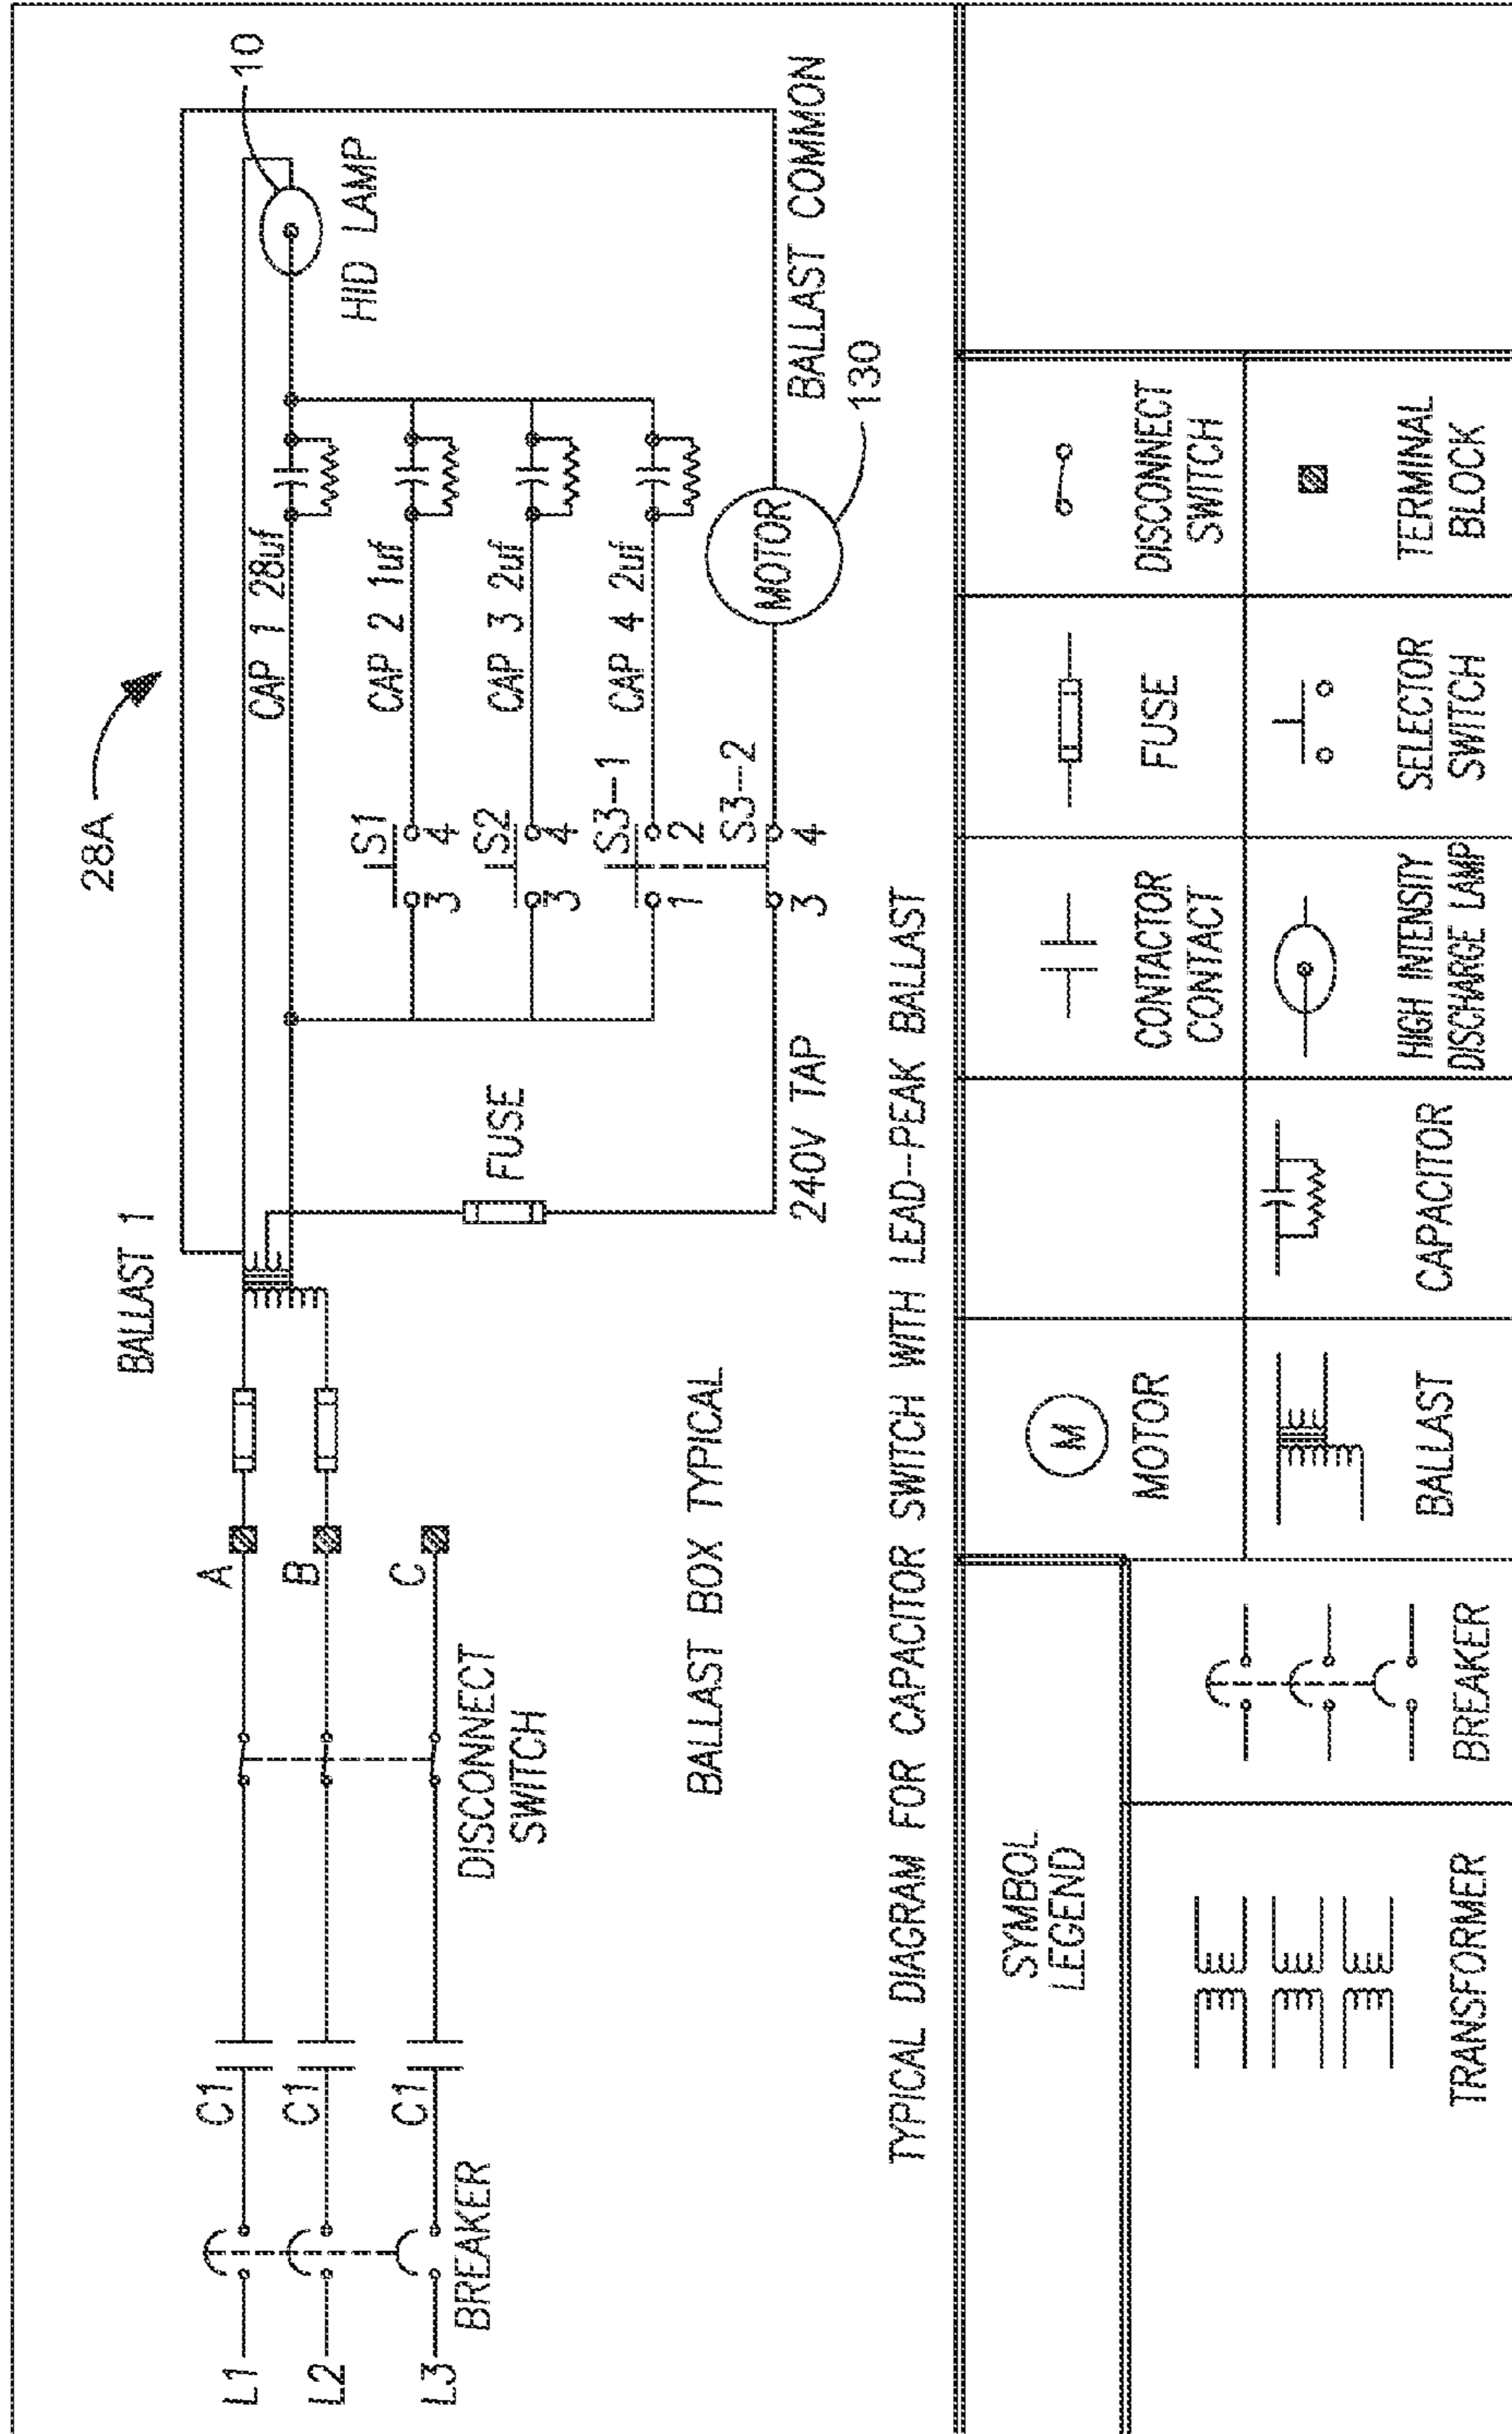 28A
BALLAST 1
10
L1
L2
L3
C1
C1
C1
BREAKER
DISCONNECT
SWITCH
A
B
C
FUSE
240V TAP
CAP 1 28uf
CAP 2 1uf
CAP 3 2uf
CAP 4 2uf
S1
3 4
S2
3 4
S3--1
1 2
S3--2
3 4
MOTOR
130
HID LAMP
BALLAST COMMON
BALLAST BOX TYPICAL
TYPICAL DIAGRAM FOR CAPACITOR SWITCH WITH LEAD--PEAK BALLAST
SYMBOL
LEGEND
M
MOTOR
CONTACTOR
CONTACT
FUSE
DISCONNECT
SWITCH
TRANSFORMER
BREAKER
BALLAST
CAPACITOR
HIGH INTENSITY
DISCHARGE LAMP
SELECTOR
SWITCH
TERMINAL
BLOCK